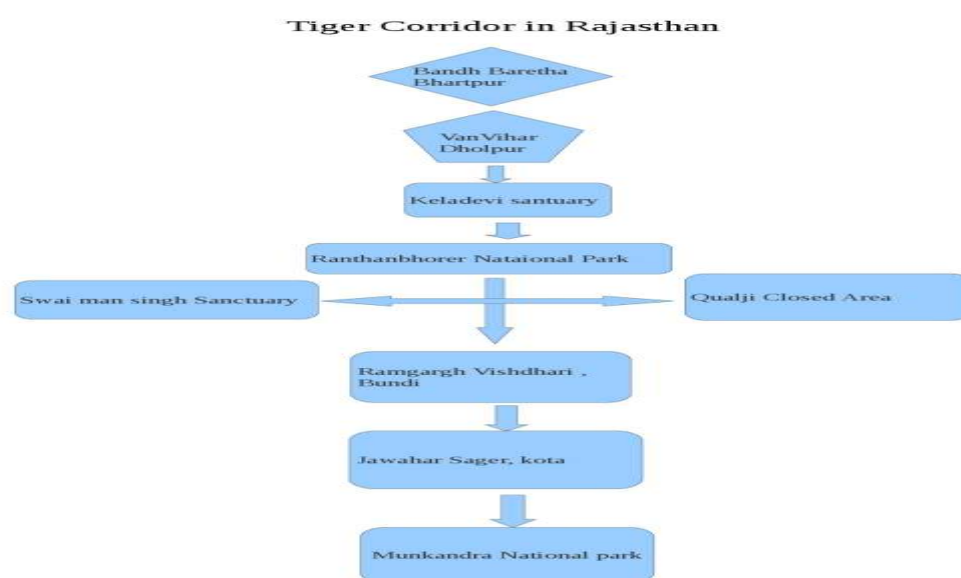 Tiger Corridor in Rajasthan
Bandh Baretha
Bhartpur
VanVihar
Dholpur
Keladevi santuary
Ranthanbhorer Nataional Park
Swai man singh Sanctuary
Qualji Closed Area
Ramgargh Vishdhari ,
Bundi
Jawahar Sager, kota
Munkandra National park